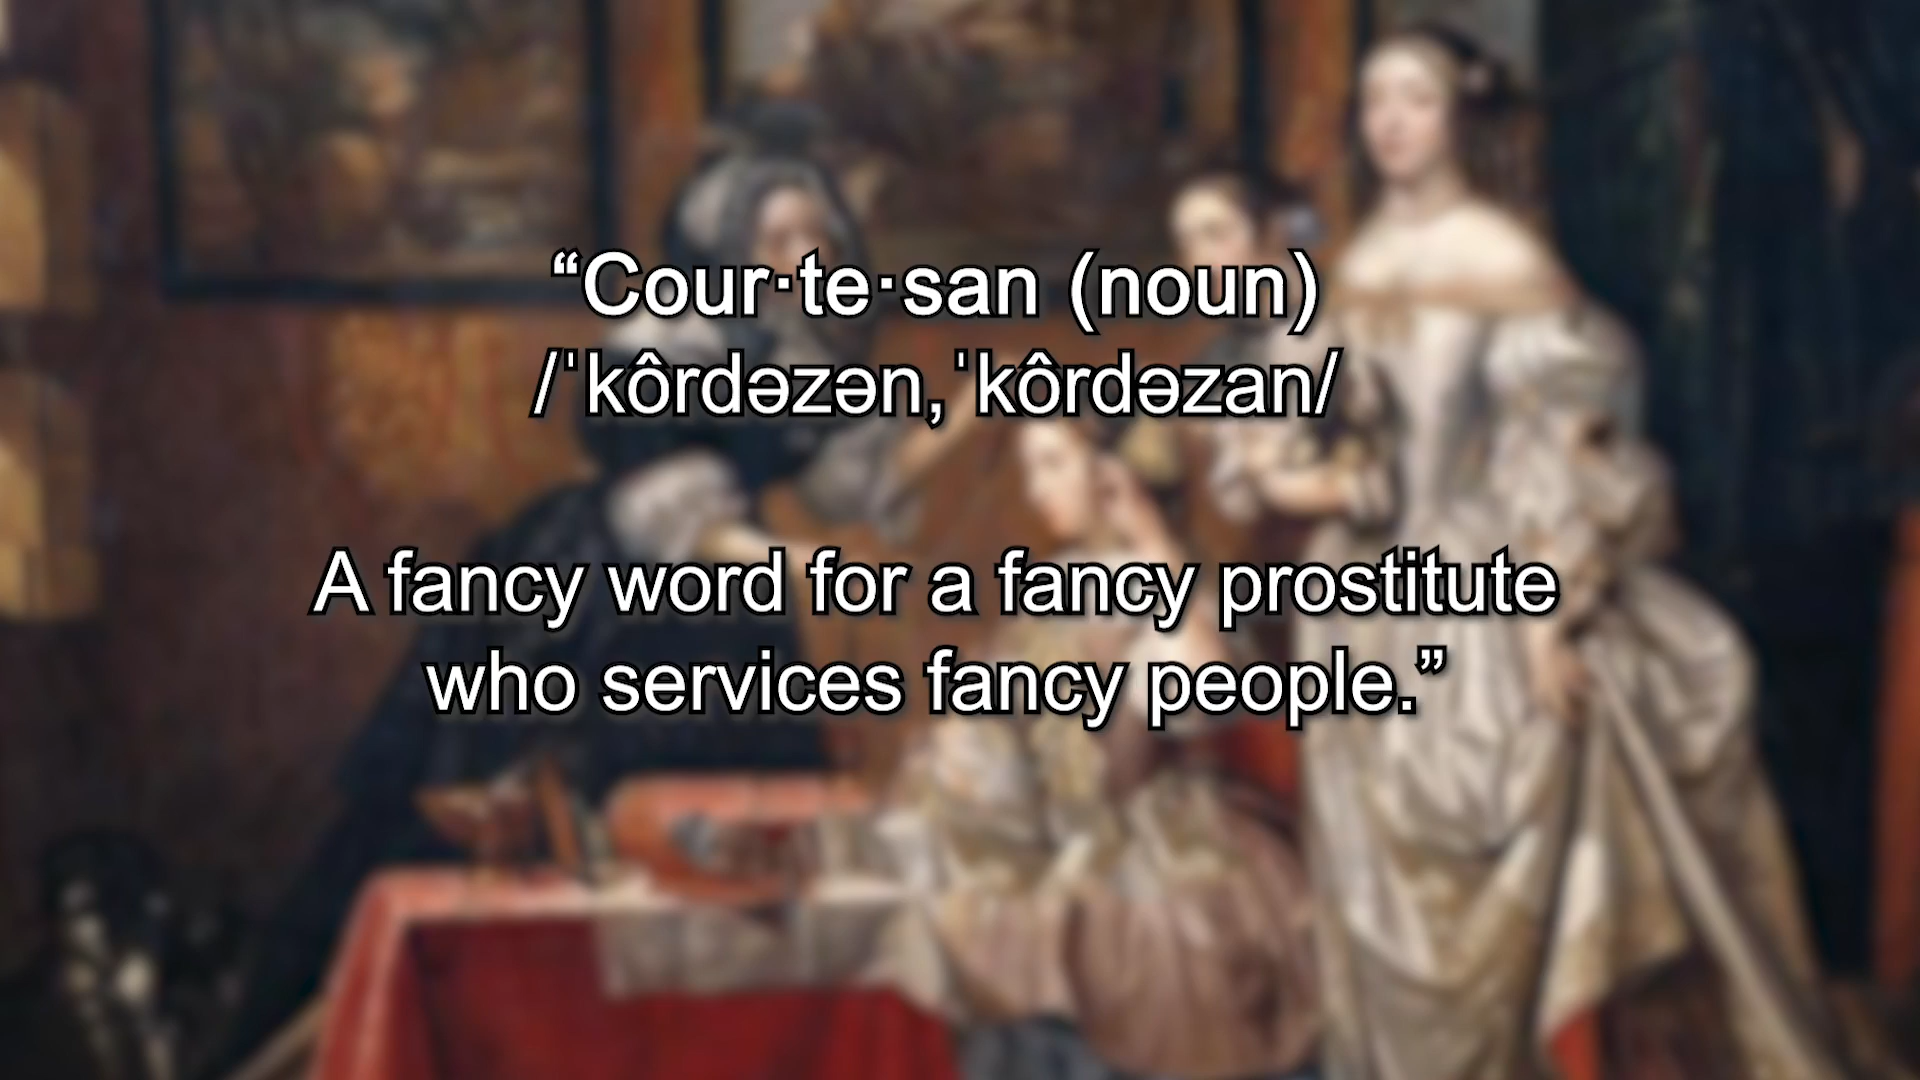 “Cour·te·san (noun)
/ˈkôrdəzən,ˈkôrdəzan/
A fancy word for a fancy prostitute
who services fancy people.”